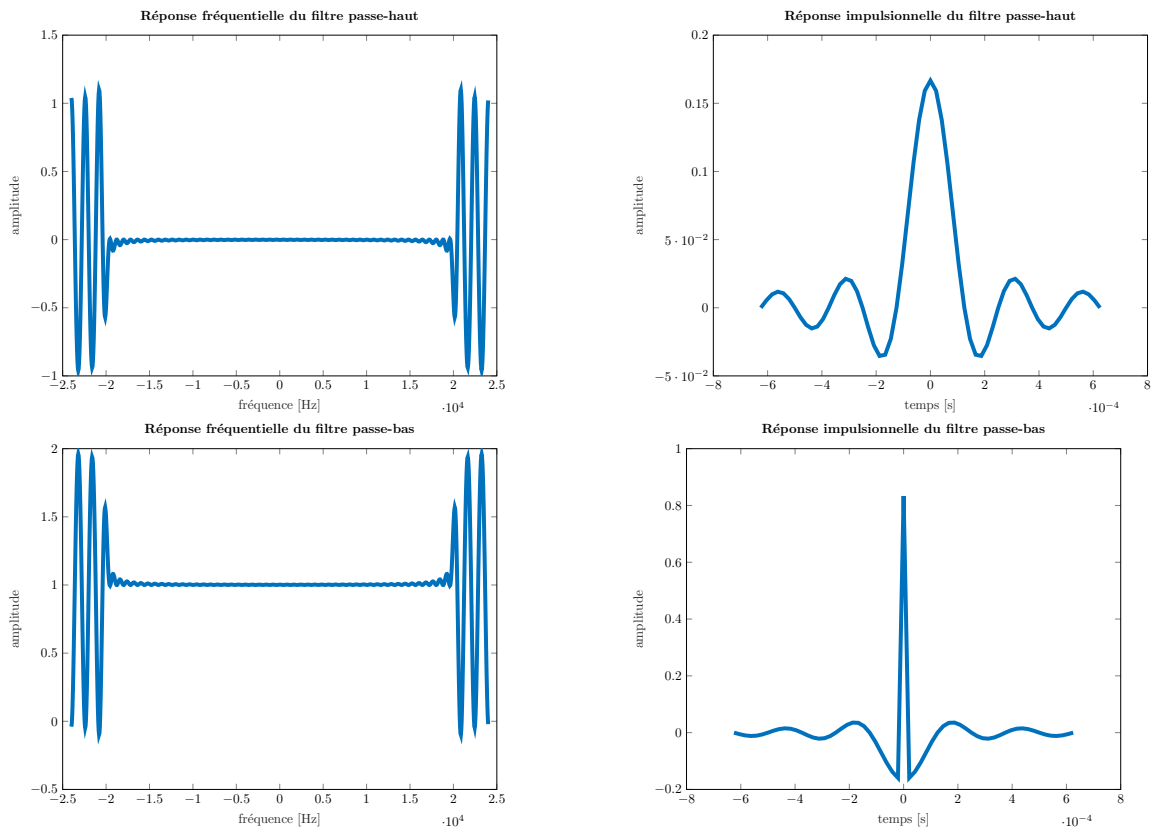 Réponse fréquentielle du filtre passe-haut
1.5
1
0.5
0
−0.5
−1
−2.5 −2 −1.5 −1 −0.5 0 0.5 1 1.5 2 2.5
·10⁴
fréquence [Hz]
amplitude
Réponse impulsionnelle du filtre passe-haut
0.2
0.15
0.1
5 · 10⁻²
0
−5 · 10⁻²
−8 −6 −4 −2 0 2 4 6 8
·10⁻⁴
temps [s]
amplitude
Réponse fréquentielle du filtre passe-bas
2
1.5
1
0.5
0
−0.5
−2.5 −2 −1.5 −1 −0.5 0 0.5 1 1.5 2 2.5
·10⁴
fréquence [Hz]
amplitude
Réponse impulsionnelle du filtre passe-bas
1
0.8
0.6
0.4
0.2
0
−0.2
−8 −6 −4 −2 0 2 4 6 8
·10⁻⁴
temps [s]
amplitude